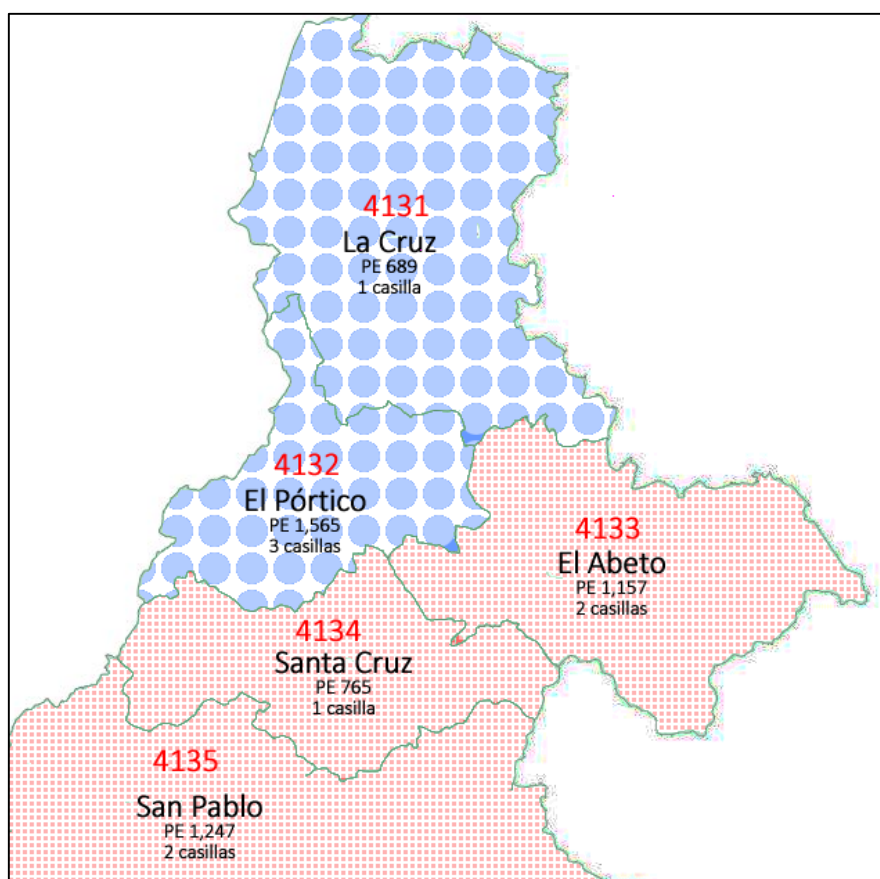 4131
La Cruz
PE 689
1 casilla
4132
El Pórtico
PE 1,565
3 casillas
4133
El Abeto
PE 1,157
2 casillas
4134
Santa Cruz
PE 765
1 casilla
4135
San Pablo
PE 1,247
2 casillas